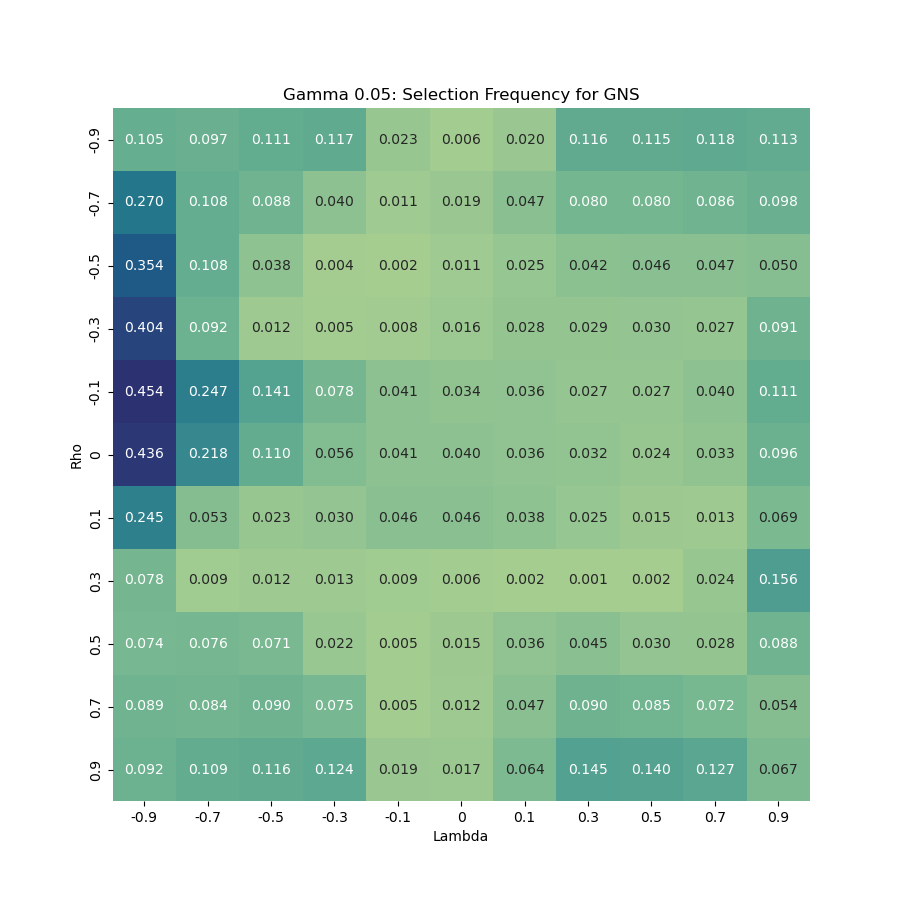 Gamma 0.05: Selection Frequency for GNS
-0.9 0.105 0.097 0.111 0.117 0.023 0.006 0.020 0.116 0.115 0.118 0.113
-0.7 0.270 0.108 0.088 0.040 0.011 0.019 0.047 0.080 0.080 0.086 0.098
-0.5 0.354 0.108 0.038 0.004 0.002 0.011 0.025 0.042 0.046 0.047 0.050
-0.3 0.404 0.092 0.012 0.005 0.008 0.016 0.028 0.029 0.030 0.027 0.091
-0.1 0.454 0.247 0.141 0.078 0.041 0.034 0.036 0.027 0.027 0.040 0.111
Rho
0 0.436 0.218 0.110 0.056 0.041 0.040 0.036 0.032 0.024 0.033 0.096
0.1 0.245 0.053 0.023 0.030 0.046 0.046 0.038 0.025 0.015 0.013 0.069
0.3 0.078 0.009 0.012 0.013 0.009 0.006 0.002 0.001 0.002 0.024 0.156
0.5 0.074 0.076 0.071 0.022 0.005 0.015 0.036 0.045 0.030 0.028 0.088
0.7 0.089 0.084 0.090 0.075 0.005 0.012 0.047 0.090 0.085 0.072 0.054
0.9 0.092 0.109 0.116 0.124 0.019 0.017 0.064 0.145 0.140 0.127 0.067
-0.9 -0.7 -0.5 -0.3 -0.1 0 0.1 0.3 0.5 0.7 0.9
Lambda